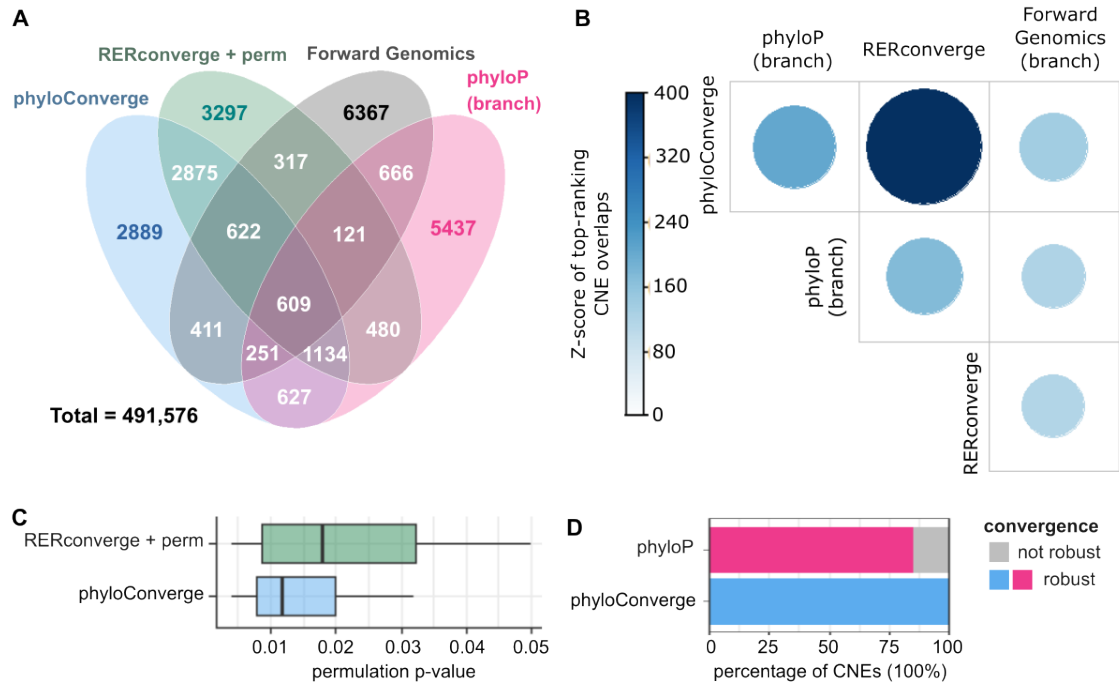 A
RERconverge + perm
Forward Genomics
phyloConverge
phyloP
(branch)
3297
6367
2875
317
666
2889
622
121
5437
609
411
480
251
1134
627
Total = 491,576
B
phyloP
(branch)
RERconverge
Forward
Genomics
(branch)
phyloConverge
phyloP
(branch)
RERconverge
Z-score of top-ranking
CNE overlaps
400
320
240
160
80
0
C
RERconverge + perm
phyloConverge
0.01
0.02
0.03
0.04
0.05
permulation p-value
D
phyloP
phyloConverge
0
25
50
75
100
percentage of CNEs (100%)
convergence
not robust
robust